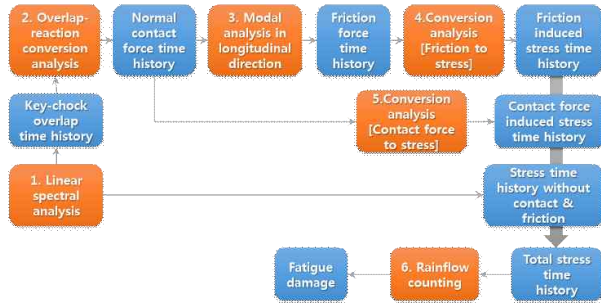 2. Overlap-
reaction
conversion
analysis
Normal
contact
force time
history
3. Modal
analysis in
longitudinal
direction
Friction
force
time
history
4.Conversion
analysis
[Friction to
stress]
Friction
induced
stress time
history
Key-chock
overlap
time history
5.Conversion
analysis
[Contact force
to stress]
Contact force
induced stress
time history
1. Linear
spectral
analysis
Stress time
history without
contact &
friction
Fatigue
damage
6. Rainflow
counting
Total stress
time
history